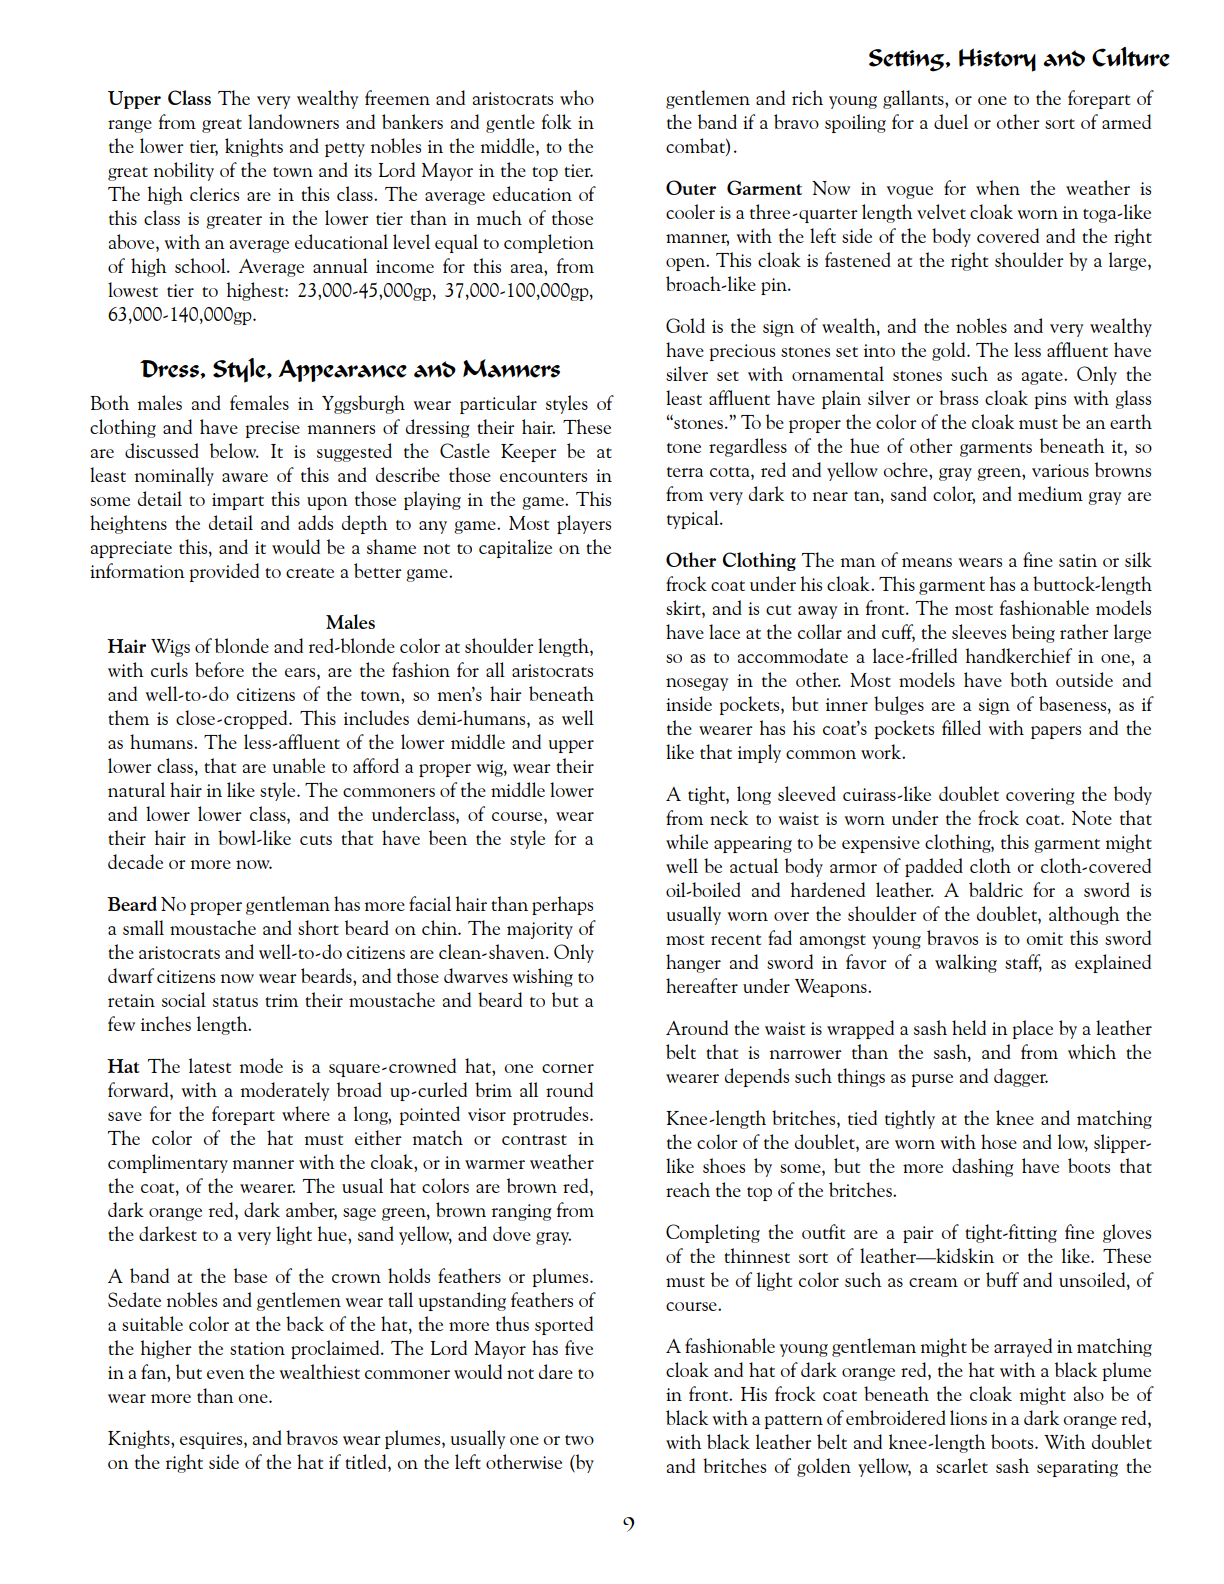 Setting, History and Culture
Upper Class The very wealthy freemen and aristocrats who
range from great landowners and bankers and gentle folk in
the lower tier, knights and petty nobles in the middle, to the
great nobility of the town and its Lord Mayor in the top tier.
The high clerics are in this class. The average education of
this class is greater in the lower tier than in much of those
above, with an average educational level equal to completion
of high school. Average annual income for this area, from
lowest tier to highest: 23,000-45,000gp, 37,000-100,000gp,
63,000-140,000gp.
Dress, Style, Appearance and Manners
Both males and females in Yggsburgh wear particular styles of
clothing and have precise manners of dressing their hair. These
are discussed below. It is suggested the Castle Keeper be at
least nominally aware of this and describe those encounters in
some detail to impart this upon those playing in the game. This
heightens the detail and adds depth to any game. Most players
appreciate this, and it would be a shame not to capitalize on the
information provided to create a better game.
Males
Hair Wigs of blonde and red-blonde color at shoulder length,
with curls before the ears, are the fashion for all aristocrats
and well-to-do citizens of the town, so men's hair beneath
them is close-cropped. This includes demi-humans, as well
as humans. The less-affluent of the lower middle and upper
lower class, that are unable to afford a proper wig, wear their
natural hair in like style. The commoners of the middle lower
and lower lower class, and the underclass, of course, wear
their hair in bowl-like cuts that have been the style for a
decade or more now.
Beard No proper gentleman has more facial hair than perhaps
a small moustache and short beard on chin. The majority of
the aristocrats and well-to-do citizens are clean-shaven. Only
dwarf citizens now wear beards, and those dwarves wishing to
retain social status trim their moustache and beard to but a
few inches length.
Hat The latest mode is a square-crowned hat, one corner
forward, with a moderately broad up-curled brim all round
save for the forepart where a long, pointed visor protrudes.
The color of the hat must either match or contrast in
complimentary manner with the cloak, or in warmer weather
the coat, of the wearer. The usual hat colors are brown red,
dark orange red, dark amber, sage green, brown ranging from
the darkest to a very light hue, sand yellow, and dove gray.
A band at the base of the crown holds feathers or plumes.
Sedate nobles and gentlemen wear tall upstanding feathers of
a suitable color at the back of the hat, the more thus sported
the higher the station proclaimed. The Lord Mayor has five
in a fan, but even the wealthiest commoner would not dare to
wear more than one.
Knights, esquires, and bravos wear plumes, usually one or two
on the right side of the hat if titled, on the left otherwise (by
gentlemen and rich young gallants, or one to the forepart of
the band if a bravo spoiling for a duel or other sort of armed
combat).
Outer Garment Now in vogue for when the weather is
cooler is a three-quarter length velvet cloak worn in toga-like
manner, with the left side of the body covered and the right
open. This cloak is fastened at the right shoulder by a large,
broach-like pin.
Gold is the sign of wealth, and the nobles and very wealthy
have precious stones set into the gold. The less affluent have
silver set with ornamental stones such as agate. Only the
least affluent have plain silver or brass cloak pins with glass
“stones.” To be proper the color of the cloak must be an earth
tone regardless of the hue of other garments beneath it, so
terra cotta, red and yellow ochre, gray green, various browns
from very dark to near tan, sand color, and medium gray are
typical.
Other Clothing The man of means wears a fine satin or silk
frock coat under his cloak. This garment has a buttock-length
skirt, and is cut away in front. The most fashionable models
have lace at the collar and cuff, the sleeves being rather large
so as to accommodate a lace-frilled handkerchief in one, a
nosegay in the other. Most models have both outside and
inside pockets, but inner bulges are a sign of baseness, as if
the wearer has his coat's pockets filled with papers and the
like that imply common work.
A tight, long sleeved cuirass-like doublet covering the body
from neck to waist is worn under the frock coat. Note that
while appearing to be expensive clothing, this garment might
well be actual body armor of padded cloth or cloth-covered
oil-boiled and hardened leather. A baldric for a sword is
usually worn over the shoulder of the doublet, although the
most recent fad amongst young bravos is to omit this sword
hanger and sword in favor of a walking staff, as explained
hereafter under Weapons.
Around the waist is wrapped a sash held in place by a leather
belt that is narrower than the sash, and from which the
wearer depends such things as purse and dagger.
Knee-length britches, tied tightly at the knee and matching
the color of the doublet, are worn with hose and low, slipper-
like shoes by some, but the more dashing have boots that
reach the top of the britches.
Completing the outfit are a pair of tight-fitting fine gloves
of the thinnest sort of leather—kidskin or the like. These
must be of light color such as cream or buff and unsoiled, of
course.
A fashionable young gentleman might be arrayed in matching
cloak and hat of dark orange red, the hat with a black plume
in front. His frock coat beneath the cloak might also be of
black with a pattern of embroidered lions in a dark orange red,
with black leather belt and knee-length boots. With doublet
and britches of golden yellow, a scarlet sash separating the
9